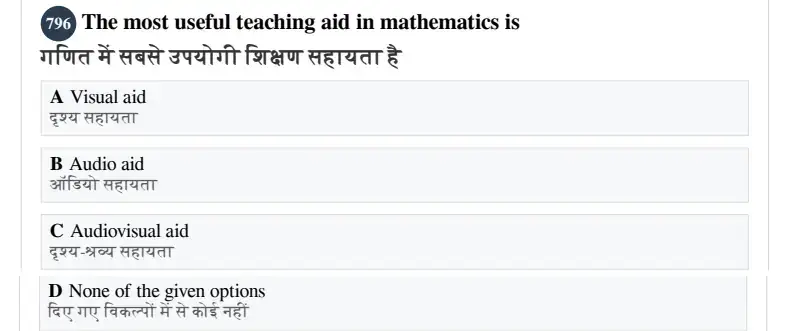 796 The most useful teaching aid in mathematics is
गणित में सबसे उपयोगी शिक्षण सहायता है
A Visual aid
दृश्य सहायता
B Audio aid
ऑडियो सहायता
C Audiovisual aid
दृश्य-श्रव्य सहायता
D None of the given options
दिए गए विकल्पों में से कोई नहीं